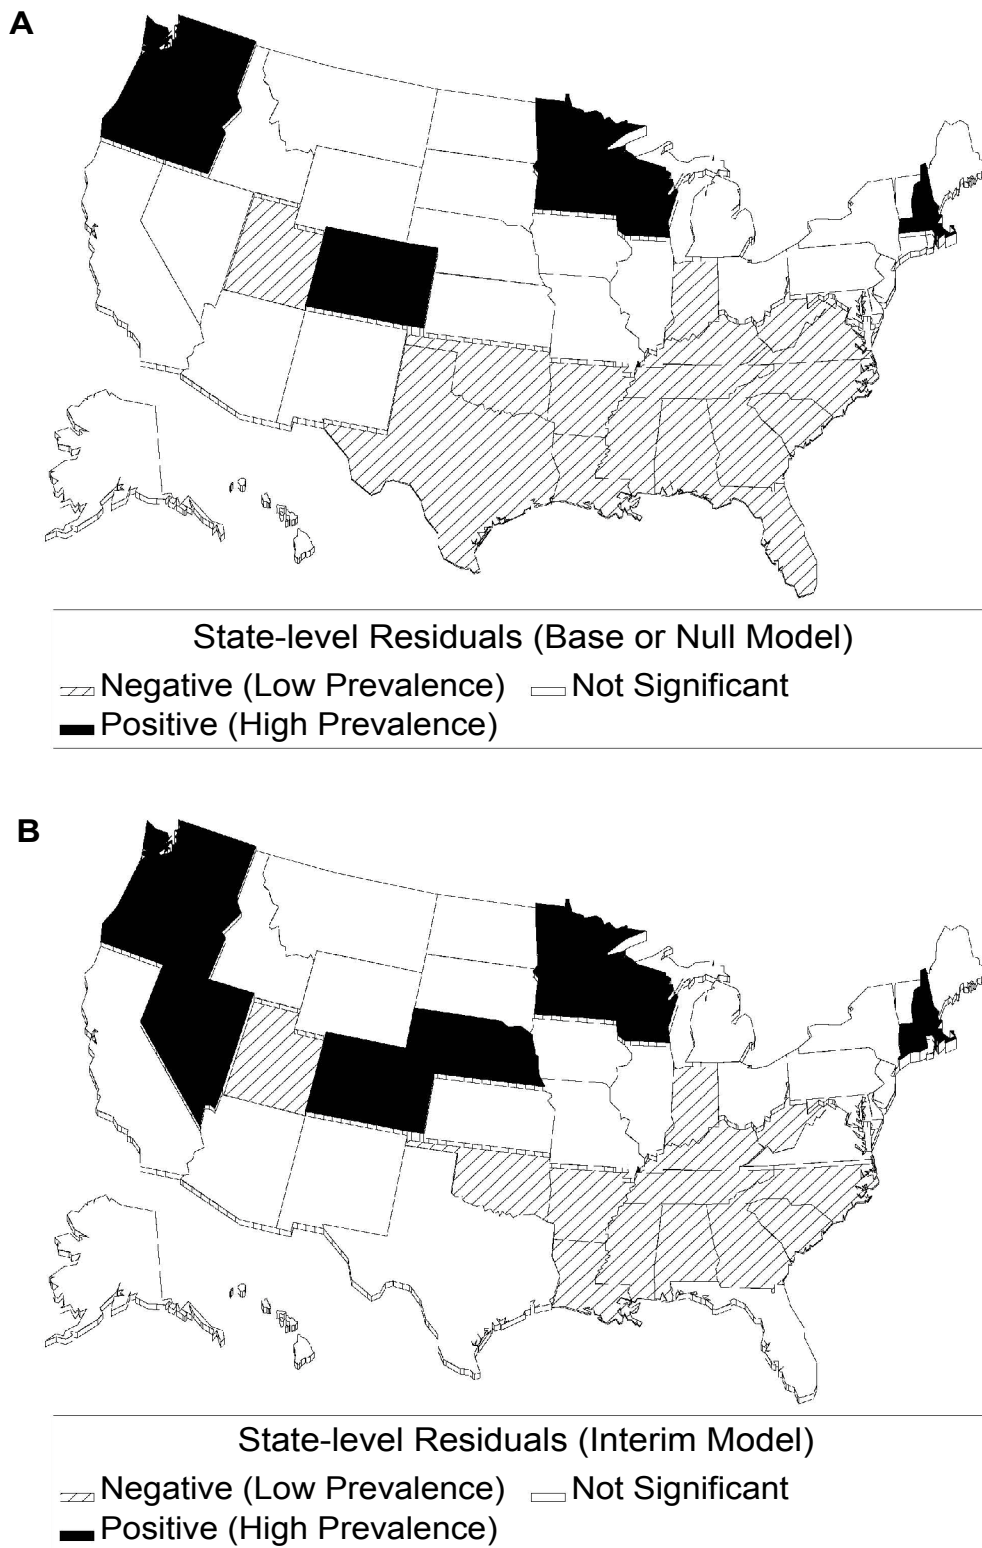 A
State-level Residuals (Base or Null Model)
Negative (Low Prevalence) Not Significant
Positive (High Prevalence)
B
State-level Residuals (Interim Model)
Negative (Low Prevalence) Not Significant
Positive (High Prevalence)